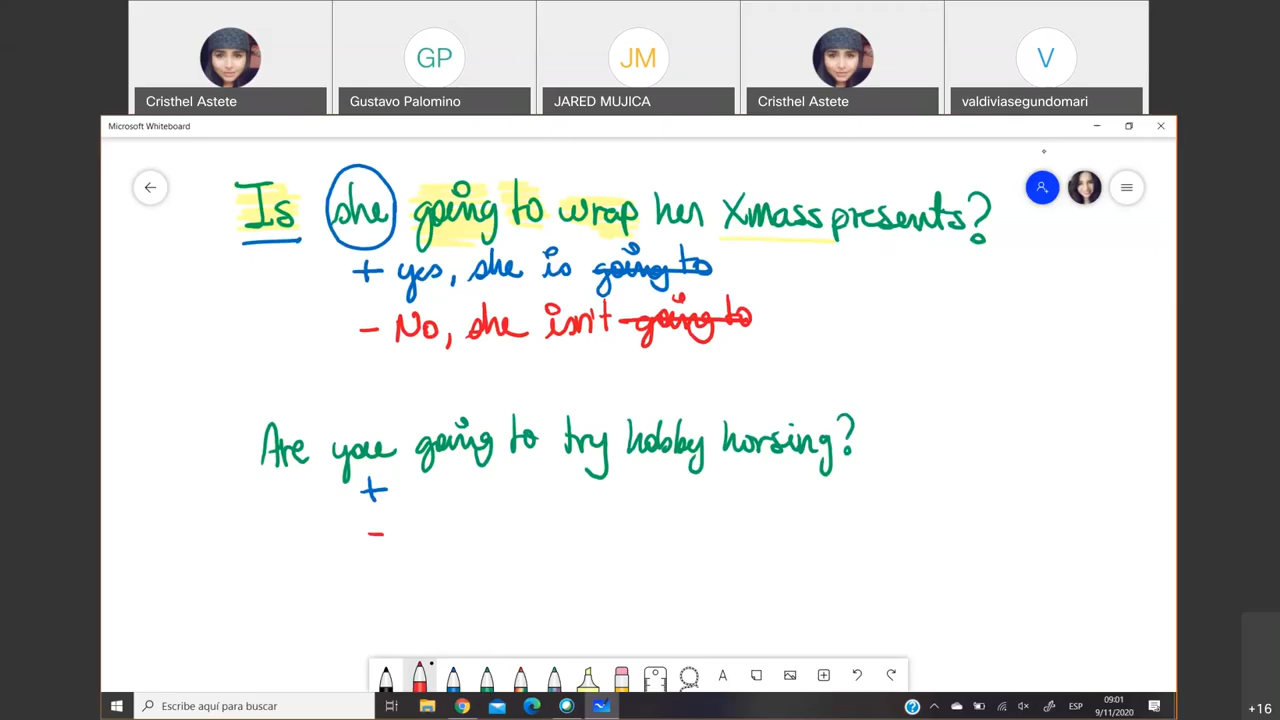 GP
JM
V
Cristhel Astete
Gustavo Palomino
JARED MUJICA
Cristhel Astete
valdiviasegundomari
Microsoft Whiteboard
Is she going to wrap her Xmass presents?
+ yes, she is going to
- No, she isn't going to
Are you going to try hobby horsing?
+
-
A
Escribe aquí para buscar
ESP
09:01
9/11/2020
+16